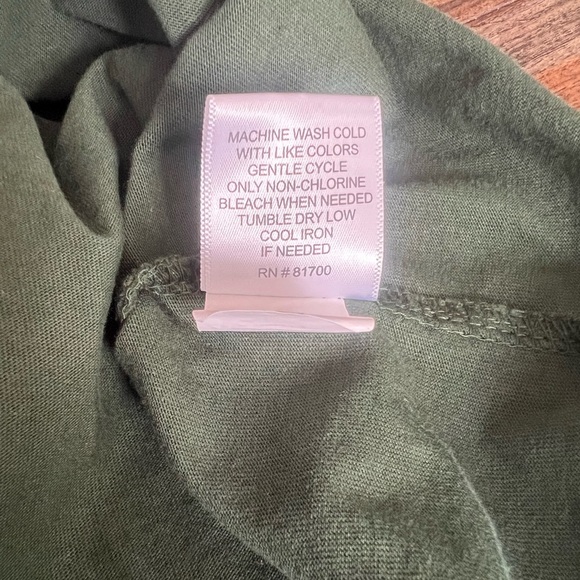 MACHINE WASH COLD
WITH LIKE COLORS
GENTLE CYCLE
ONLY NON-CHLORINE
BLEACH WHEN NEEDED
TUMBLE DRY LOW
COOL IRON
IF NEEDED
RN # 81700